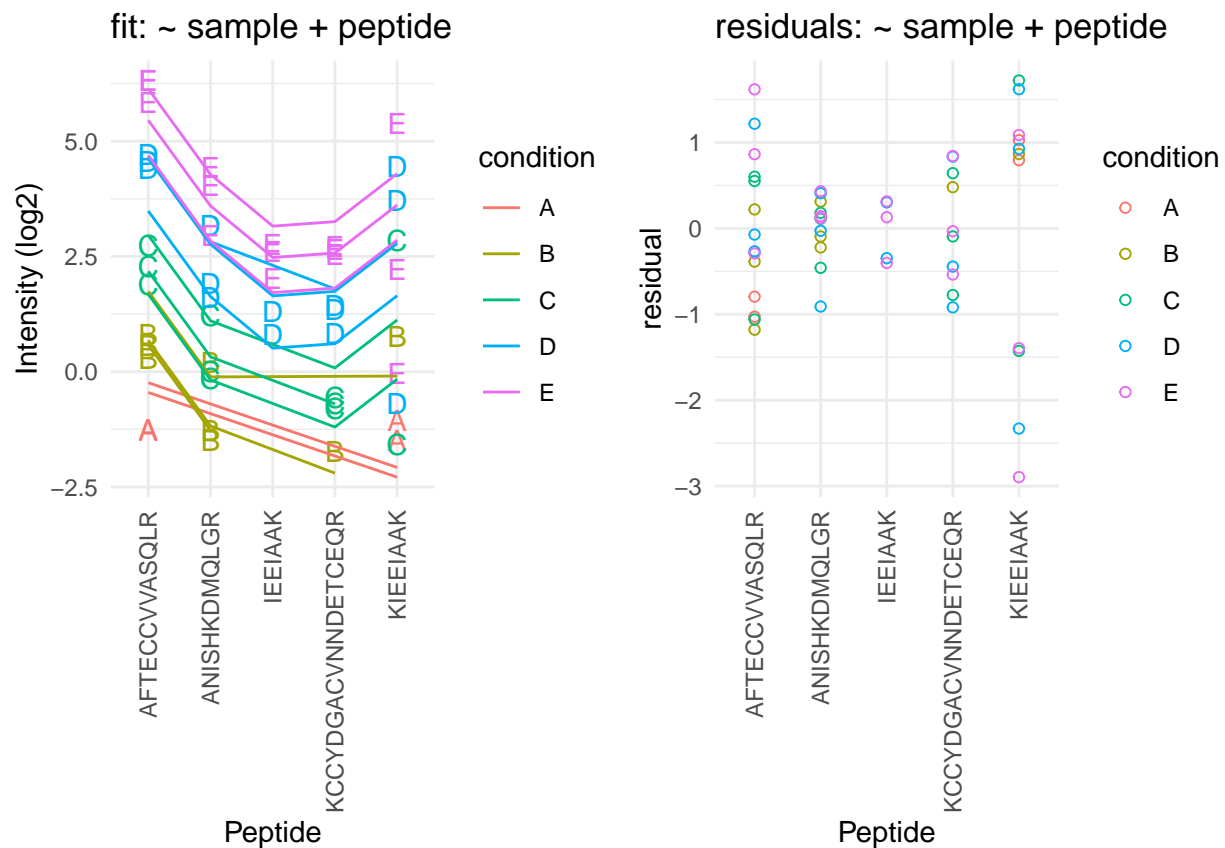 fit: ~ sample + peptide
Intensity (log2)
5.0
2.5
0.0
−2.5
E
E
E
D
D
D
C
C
C
B
B
B
B
A
E
E
E
D
D
D
C
C
C
B
B
B
E
E
E
D
D
E
E
E
D
D
D
C
C
C
B
E
D
D
C
E
B
E
D
A
A
C
AFTECCVVASQLR
ANISHKDMQLGR
IEEIAAK
KCCYDGACVNNDETCEQR
KIEEIAAK
Peptide
condition
A
B
C
D
E
residuals: ~ sample + peptide
residual
1
0
−1
−2
−3
AFTECCVVASQLR
ANISHKDMQLGR
IEEIAAK
KCCYDGACVNNDETCEQR
KIEEIAAK
Peptide
condition
A
B
C
D
E